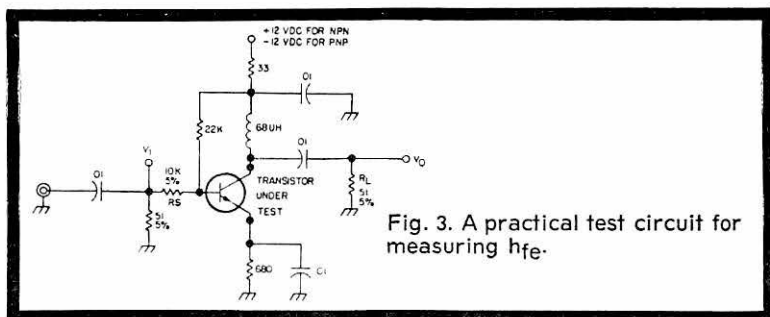 +12 VDC FOR NPN
-12 VDC FOR PNP
33
01
22K
68UH
01
V1
01
10K
5%
RS
TRANSISTOR
UNDER
TEST
VO
RL
51
5%
51
5%
680
01
Fig. 3. A practical test circuit for
measuring hfe.